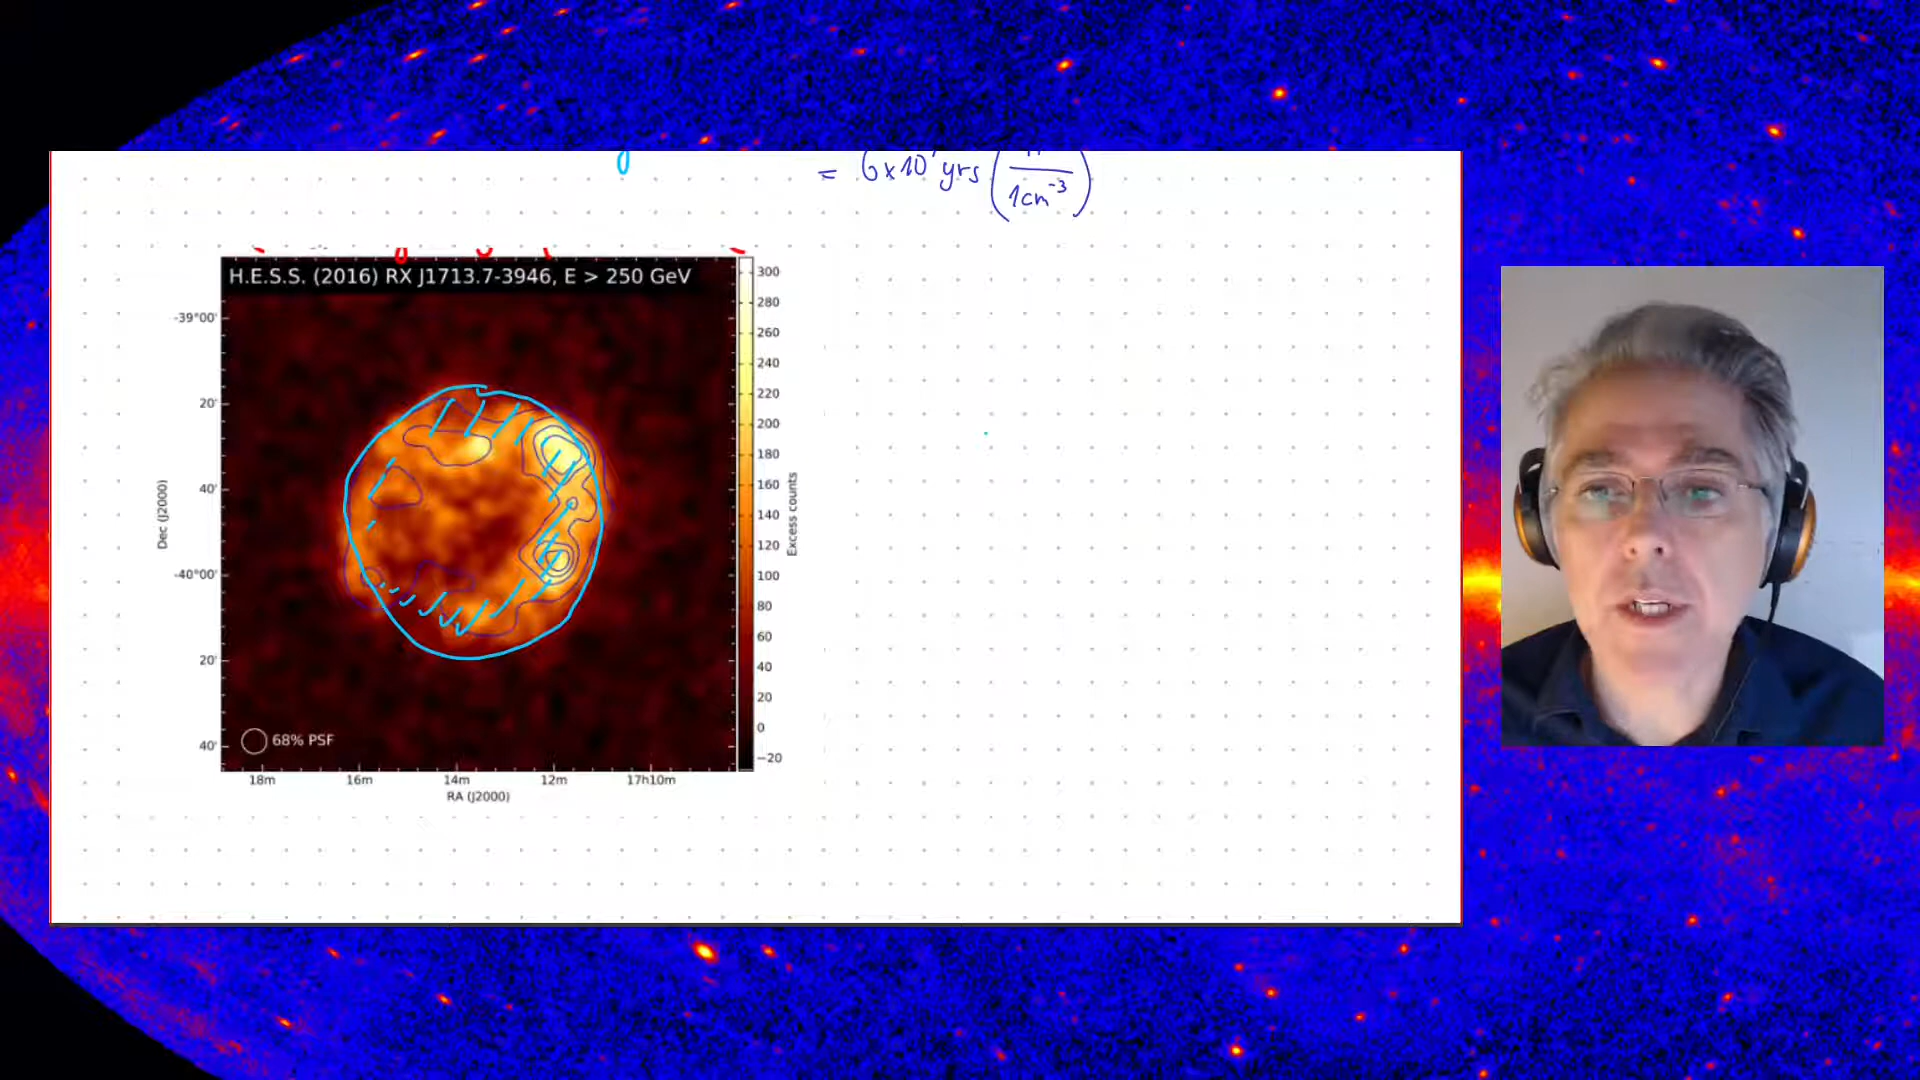 = 6x10 yrs
1cm⁻³
H.E.S.S. (2016) RX J1713.7-3946, E > 250 GeV
300
280
260
240
220
200
180
160
140
120
100
80
60
40
20
0
−20
Excess counts
Dec (J2000)
-39°00'
20'
40'
-40°00'
20'
40'
68% PSF
18m 16m 14m 12m 17h10m
RA (J2000)